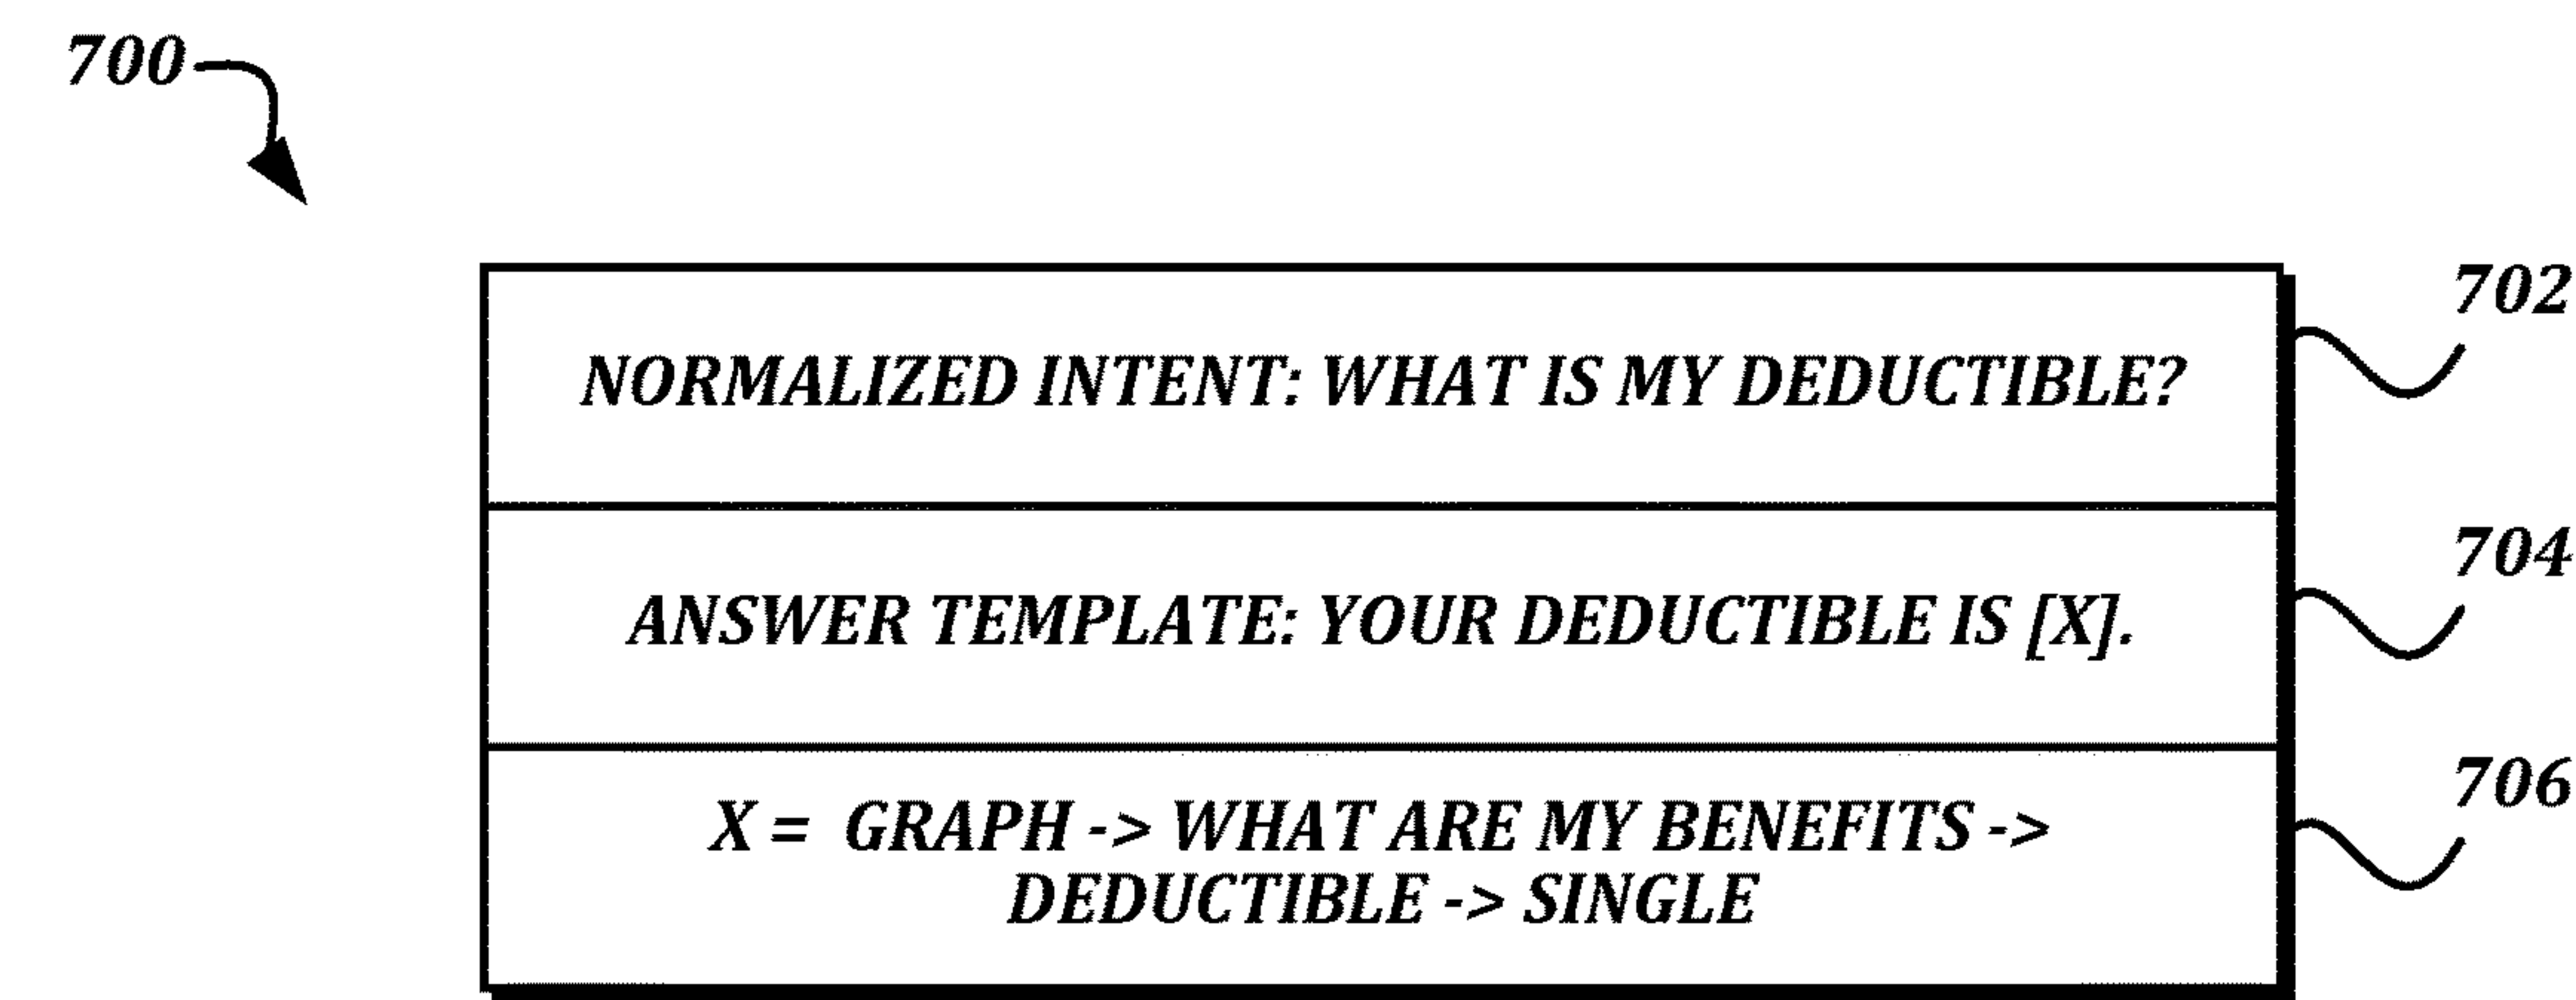 700
702
NORMALIZED INTENT: WHAT IS MY DEDUCTIBLE?
704
ANSWER TEMPLATE: YOUR DEDUCTIBLE IS [X].
706
X = GRAPH -> WHAT ARE MY BENEFITS ->
DEDUCTIBLE -> SINGLE